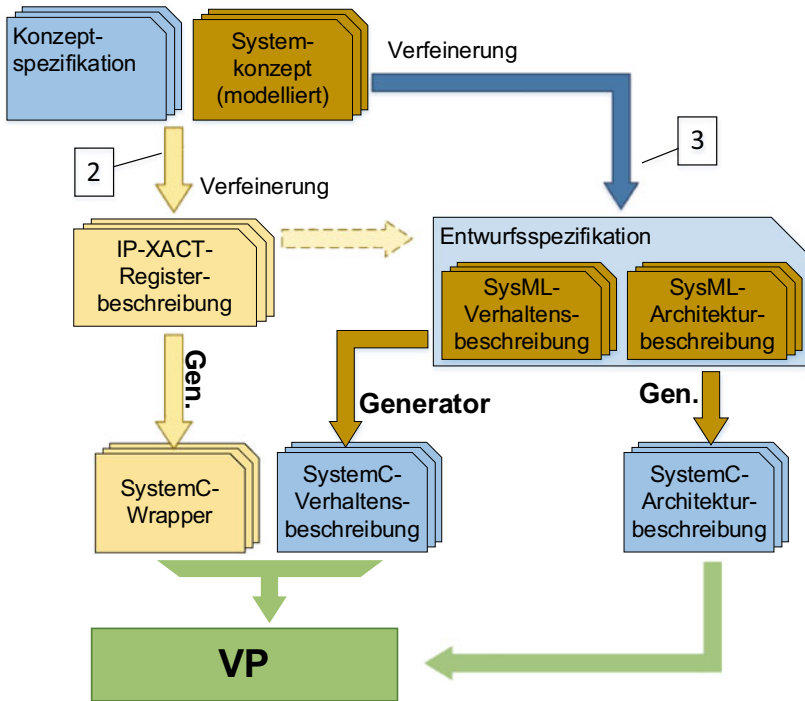 Konzept-
spezifikation
System-
konzept
(modelliert)
Verfeinerung
2
3
Verfeinerung
IP-XACT-
Register-
beschreibung
Entwurfsspezifikation
SysML-
Verhaltens-
beschreibung
SysML-
Architektur-
beschreibung
Gen.
Generator
Gen.
SystemC-
Wrapper
SystemC-
Verhaltens-
beschreibung
SystemC-
Architektur-
beschreibung
VP